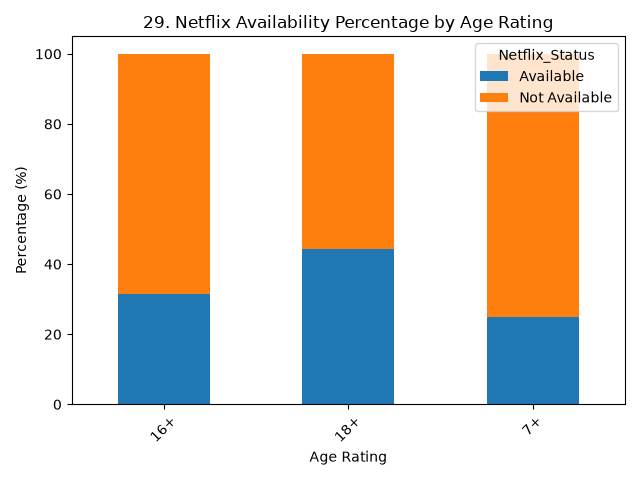 29. Netflix Availability Percentage by Age Rating
Netflix_Status
Available
Not Available
Percentage (%)
100
80
60
40
20
0
16+
18+
7+
Age Rating